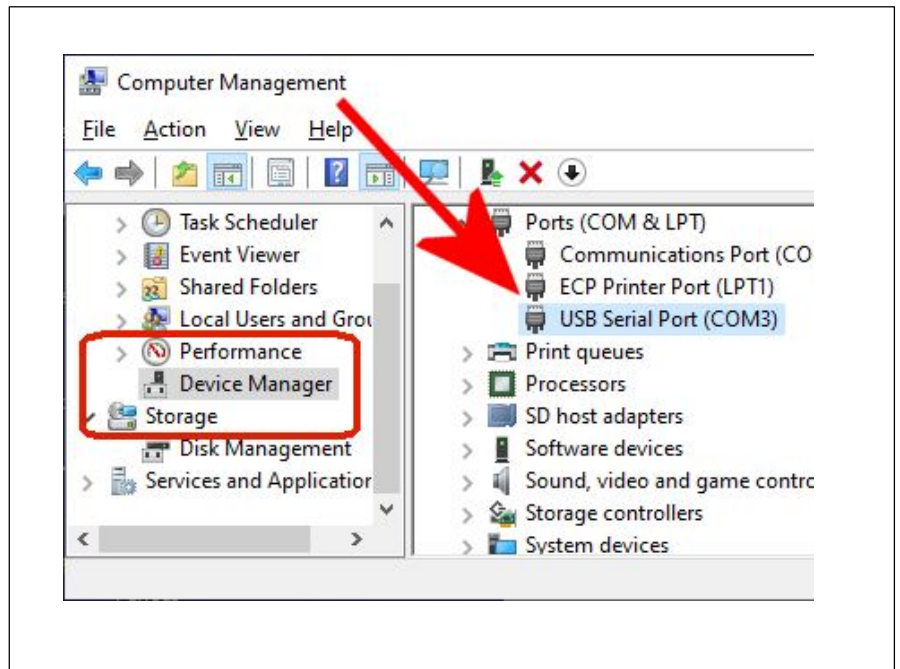 Computer Management
File Action View Help
Task Scheduler
Event Viewer
Shared Folders
Local Users and Grou
Performance
Device Manager
Storage
Disk Management
Services and Application
Ports (COM & LPT)
Communications Port (CO
ECP Printer Port (LPT1)
USB Serial Port (COM3)
Print queues
Processors
SD host adapters
Software devices
Sound, video and game contro
Storage controllers
System devices